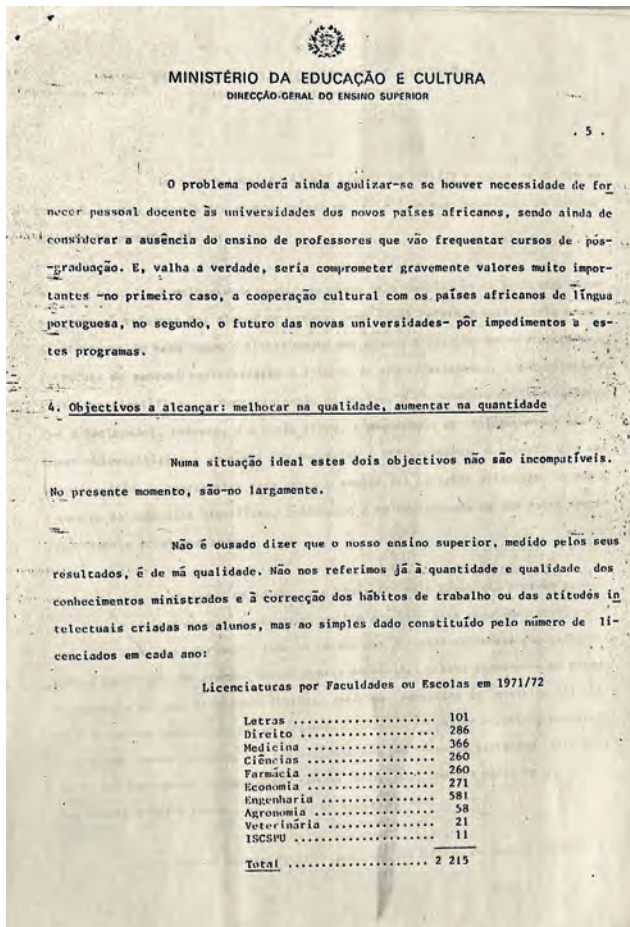 MINISTÉRIO DA EDUCAÇÃO E CULTURA
DIRECÇÃO-GERAL DO ENSINO SUPERIOR
. 5 .
O problema poderá ainda agudizar-se se houver necessidade de for
necer pessoal docente às universidades dos novos países africanos, sendo ainda de
considerar a ausência do ensino de professores que vão frequentar cursos de pós-
-graduação. E, valha a verdade, seria comprometer gravemente valores muito impor-
tantes -no primeiro caso, a cooperação cultural com os países africanos de língua
portuguesa, no segundo, o futuro das novas universidades- pôr impedimentos a es-
tes programas.
4. Objectivos a alcançar: melhorar na qualidade, aumentar na quantidade
Numa situação ideal estes dois objectivos não são incompatíveis.
No presente momento, são-no largamente.
Não é ousado dizer que o nosso ensino superior, medido pelos seus
resultados, é de má qualidade. Não nos referimos já à quantidade e qualidade dos
conhecimentos ministrados e à correcção dos hábitos de trabalho ou das atitudes in
telectuais criadas nos alunos, mas ao simples dado constituído pelo número de li-
cenciados em cada ano:
Licenciaturas por Faculdades ou Escolas em 1971/72
Letras .................... 101
Direito .................... 286
Medicina .................... 366
Ciências .................... 260
Farmácia .................... 260
Economia .................... 271
Engenharia .................... 581
Agronomia .................... 58
Veterinária .................... 21
ISCSPU .................... 11
Total .................... 2 215